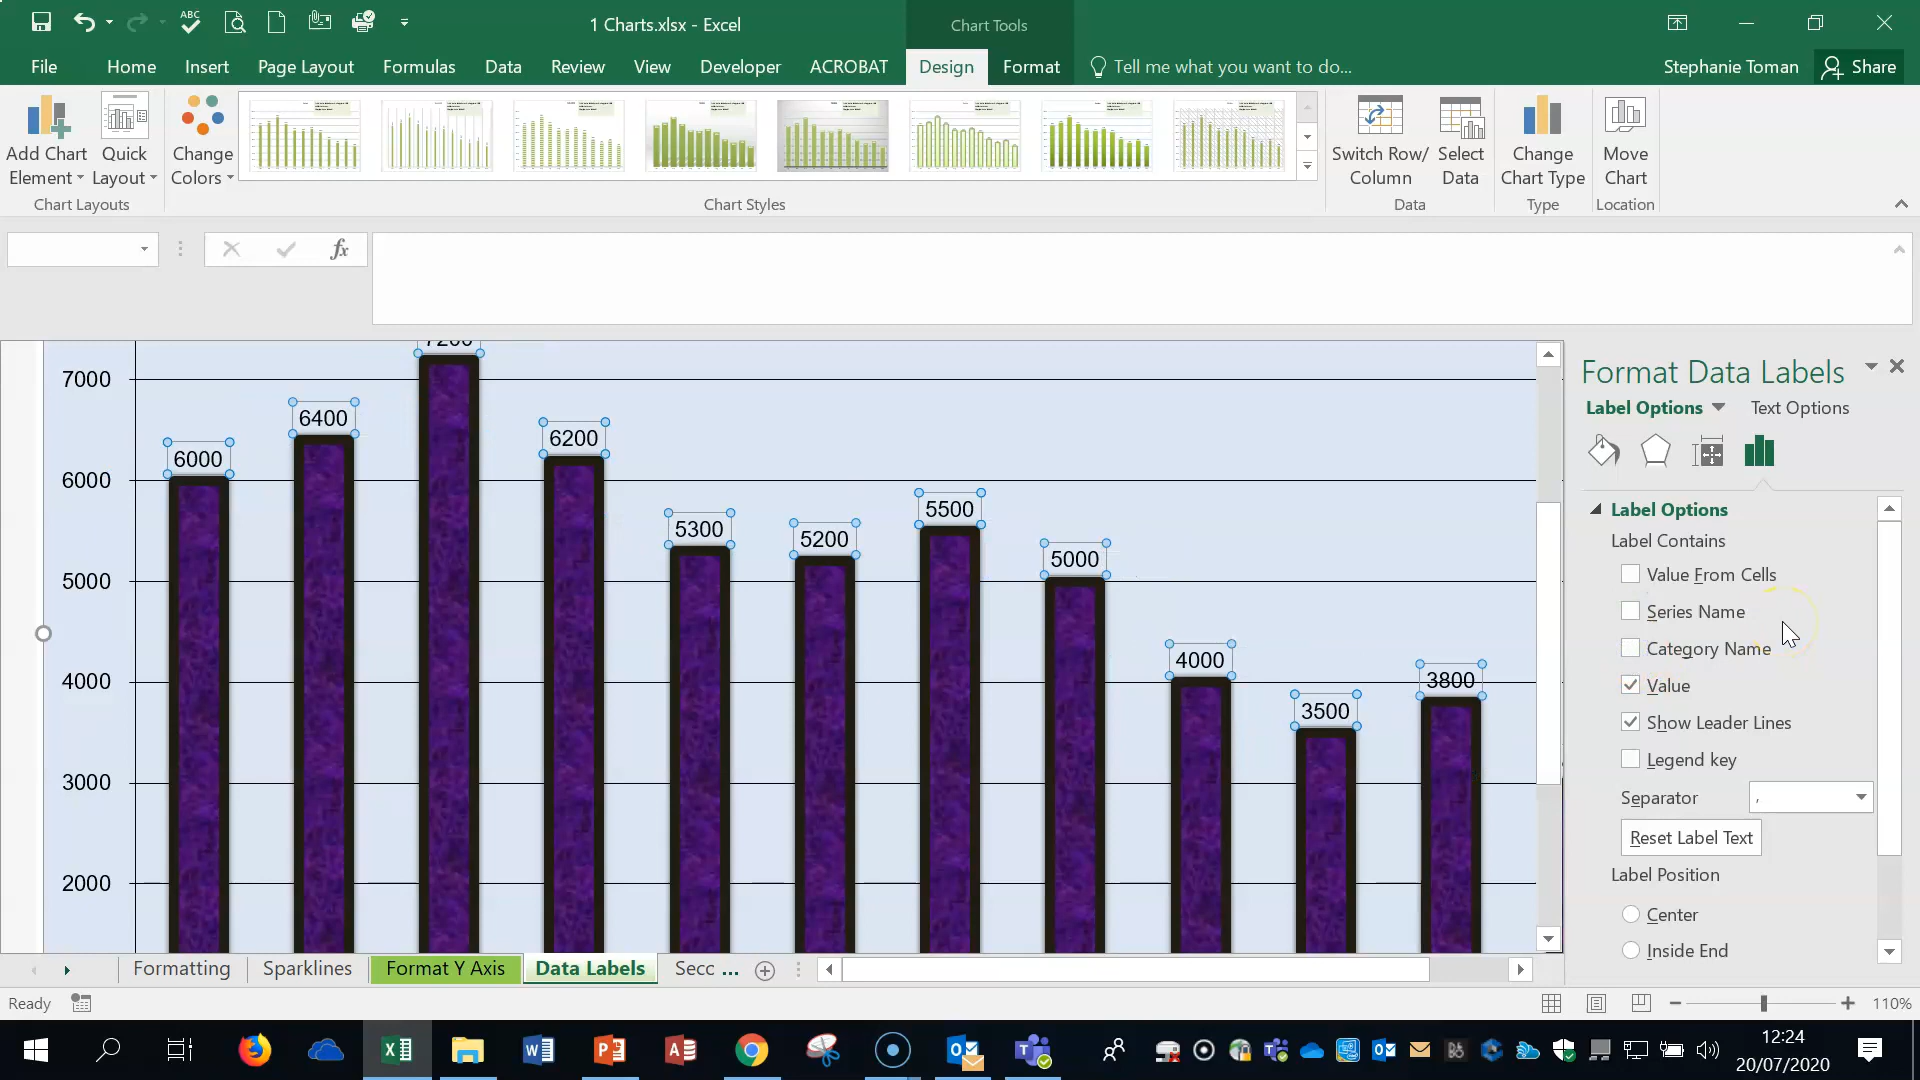 1 Charts.xlsx - Excel
Chart Tools
File Home Insert Page Layout Formulas Data Review View Developer ACROBAT Design Format Tell me what you want to do... Stephanie Toman Share
Add Chart Element
Quick Layout
Change Colors
Switch Row/ Column
Select Data
Change Chart Type
Move Chart
Chart Layouts
Chart Styles
Data
Type
Location
fx
7000
6000
5000
4000
3000
2000
6000
6400
7200
6200
5300
5200
5500
5000
4000
3500
3800
Format Data Labels
Label Options Text Options
Label Options
Label Contains
Value From Cells
Series Name
Category Name
Value
Show Leader Lines
Legend key
Separator ,
Reset Label Text
Label Position
Center
Inside End
Formatting Sparklines Format Y Axis Data Labels Secc ...
Ready
110%
12:24
20/07/2020